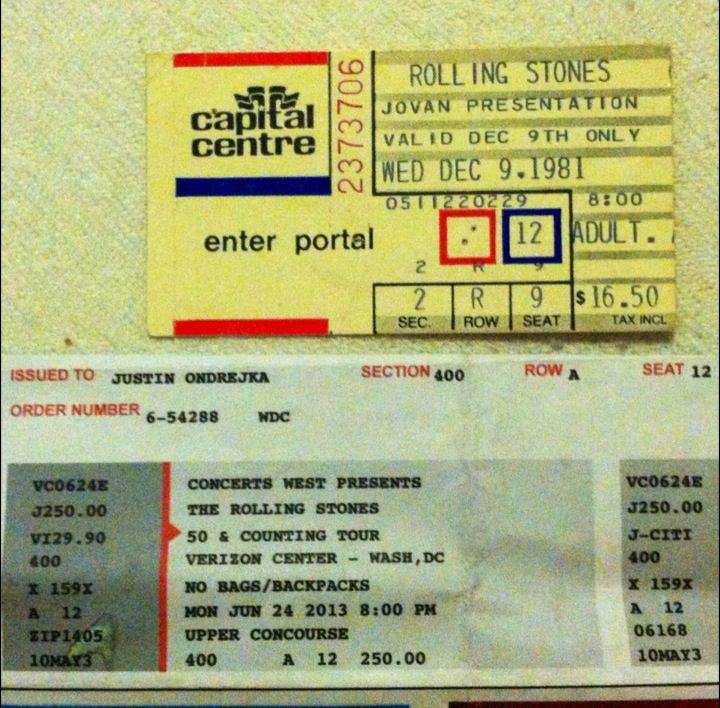 capital
centre
2373706
ROLLING STONES
JOVAN PRESENTATION
VALID DEC 9TH ONLY
WED DEC 9.1981
0511220229 8:00
enter portal 12 ADULT.
2 R 9
2 R 9 $16.50
SEC. ROW SEAT TAX INCL
ISSUED TO JUSTIN ONDREJKA SECTION 400 ROW A SEAT 12
ORDER NUMBER 6-54288 WDC
VC0624E CONCERTS WEST PRESENTS VC0624E
J250.00 THE ROLLING STONES J250.00
VI29.90 50 & COUNTING TOUR J-CITI
400 VERIZON CENTER - WASH,DC 400
X 159X NO BAGS/BACKPACKS X 159X
A 12 MON JUN 24 2013 8:00 PM A 12
ZIP1405 UPPER CONCOURSE 06168
10MAY3 400 A 12 250.00 10MAY3